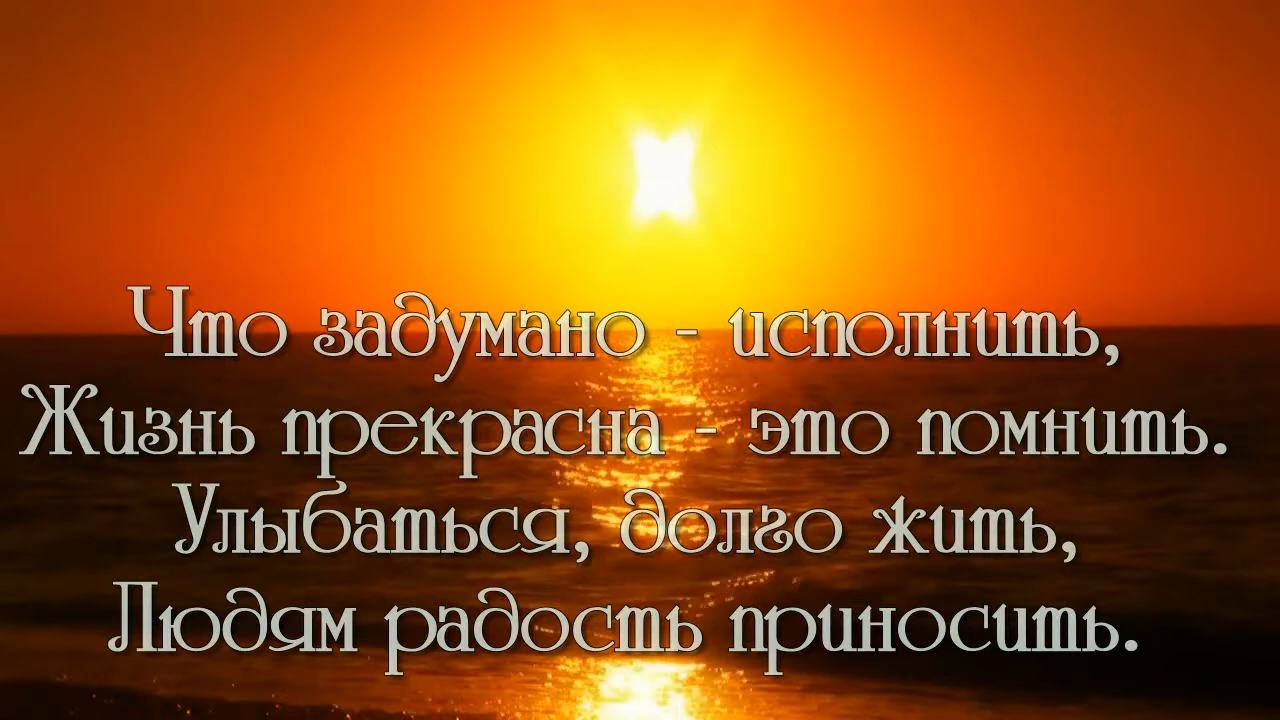 Что задумано - исполнить,
Жизнь прекрасна - это помнить.
Улыбаться, долго жить,
Людям радость приносить.